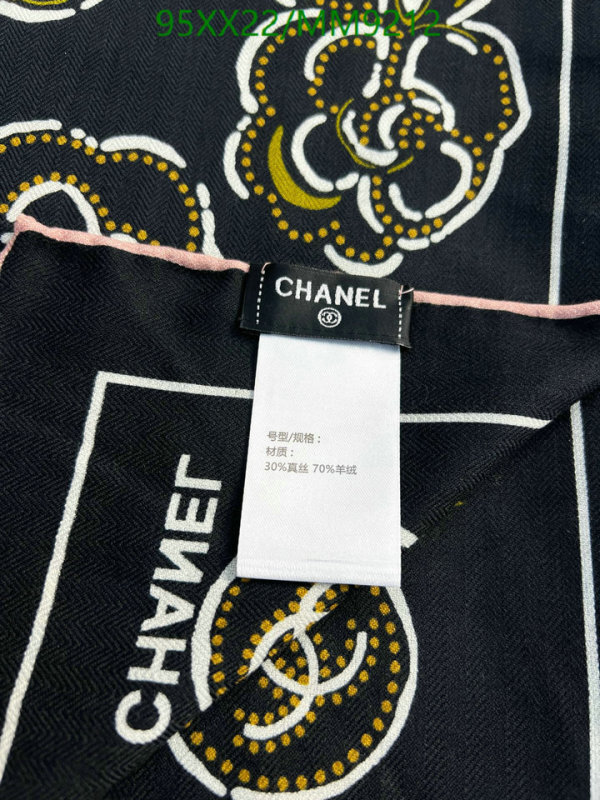 95XX22/MM9212
CHANEL
号型/规格：
材质：
30%真丝 70%羊绒
CHANEL